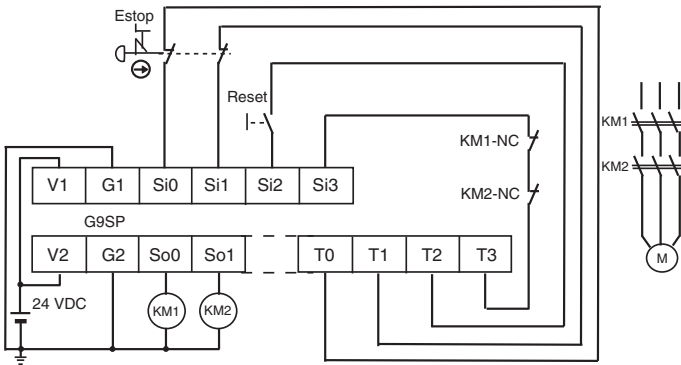 Estop
Reset
KM1-NC
KM2-NC
KM1
KM2
M
V1 G1 Si0 Si1 Si2 Si3
G9SP
V2 G2 So0 So1 T0 T1 T2 T3
24 VDC
KM1 KM2